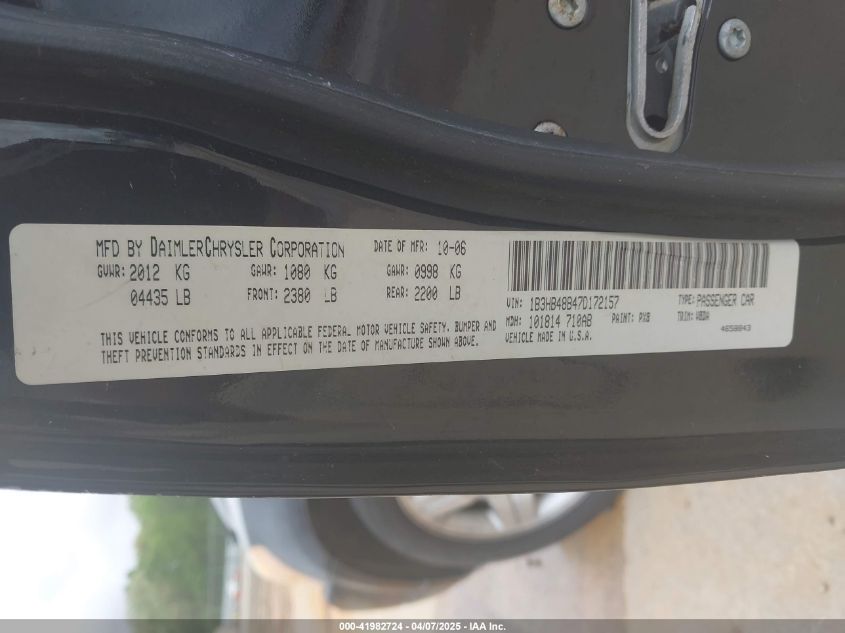 MFD BY DAIMLERCHRYSLER CORPORATION DATE OF MFR: 10-06
GVWR: 2012 KG GAWR: 1080 KG GAWR: 0998 KG
04435 LB FRONT: 2380 LB REAR: 2200 LB
THIS VEHICLE CONFORMS TO ALL APPLICABLE FEDERAL MOTOR VEHICLE SAFETY, BUMPER AND
THEFT PREVENTION STANDARDS IN EFFECT ON THE DATE OF MANUFACTURE SHOWN ABOVE.
VIN: 1B3HB48B47D172157 TYPE: PASSENGER CAR
MDH: 101814 710AB PAINT: PXB TRIM: WBDA
VEHICLE MADE IN U.S.A. 4658843
000-41982724 - 04/07/2025 - IAA Inc.